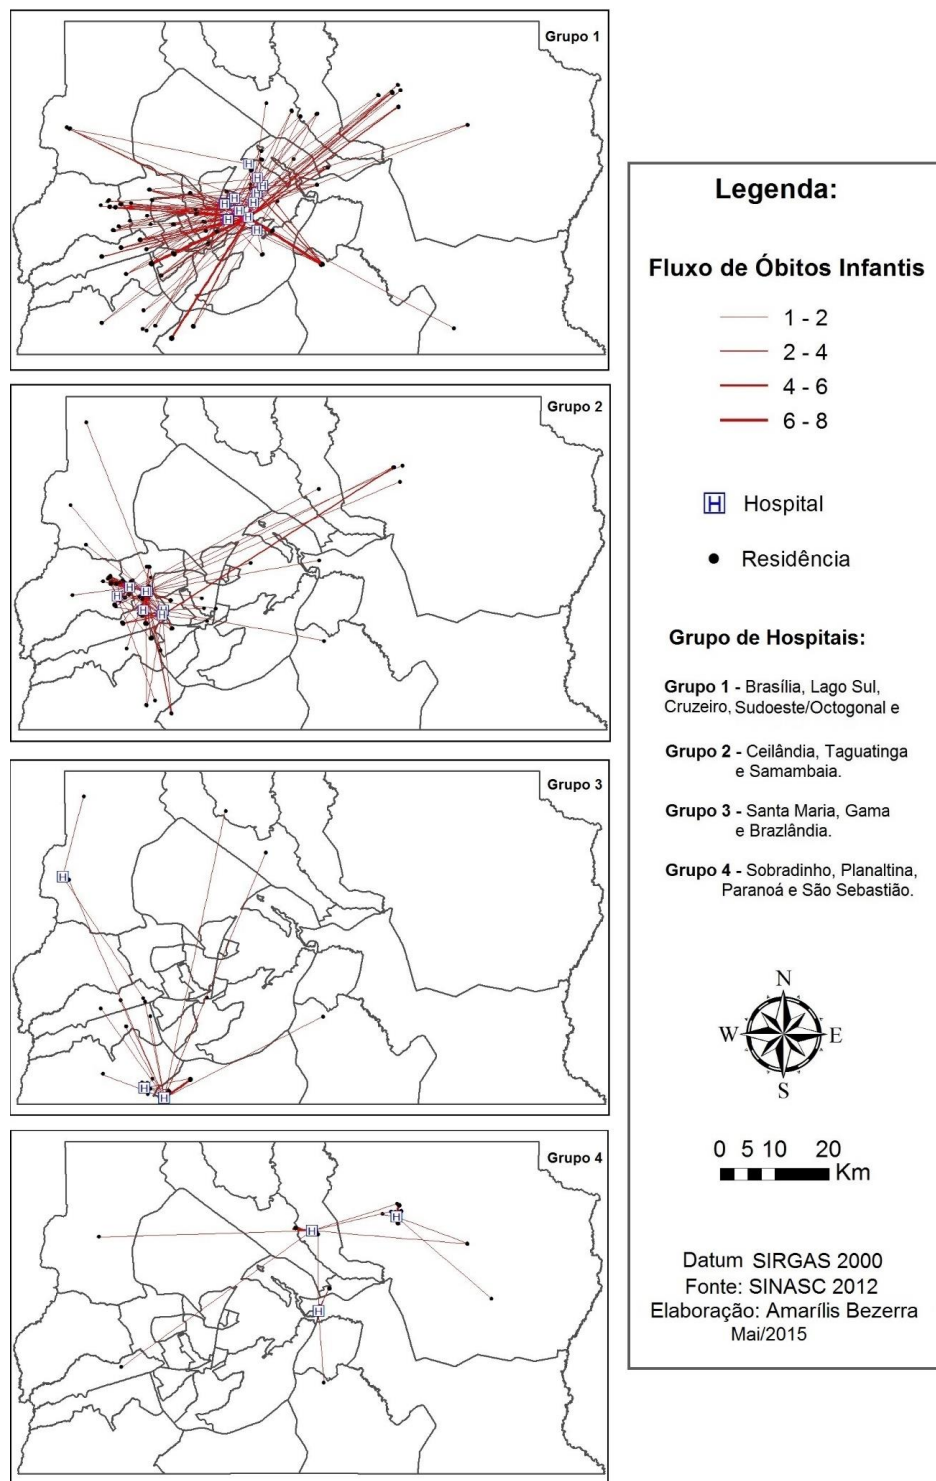 Grupo 1
Grupo 2
Grupo 3
Grupo 4
Legenda:
Fluxo de Óbitos Infantis
1 - 2
2 - 4
4 - 6
6 - 8
H Hospital
Residência
Grupo de Hospitais:
Grupo 1 - Brasília, Lago Sul,
Cruzeiro, Sudoeste/Octogonal e
Grupo 2 - Ceilândia, Taguatinga
e Samambaia.
Grupo 3 - Santa Maria, Gama
e Brazlândia.
Grupo 4 - Sobradinho, Planaltina,
Paranoá e São Sebastião.
N
W E
S
0 5 10 20
Km
Datum SIRGAS 2000
Fonte: SINASC 2012
Elaboração: Amarílis Bezerra
Mai/2015